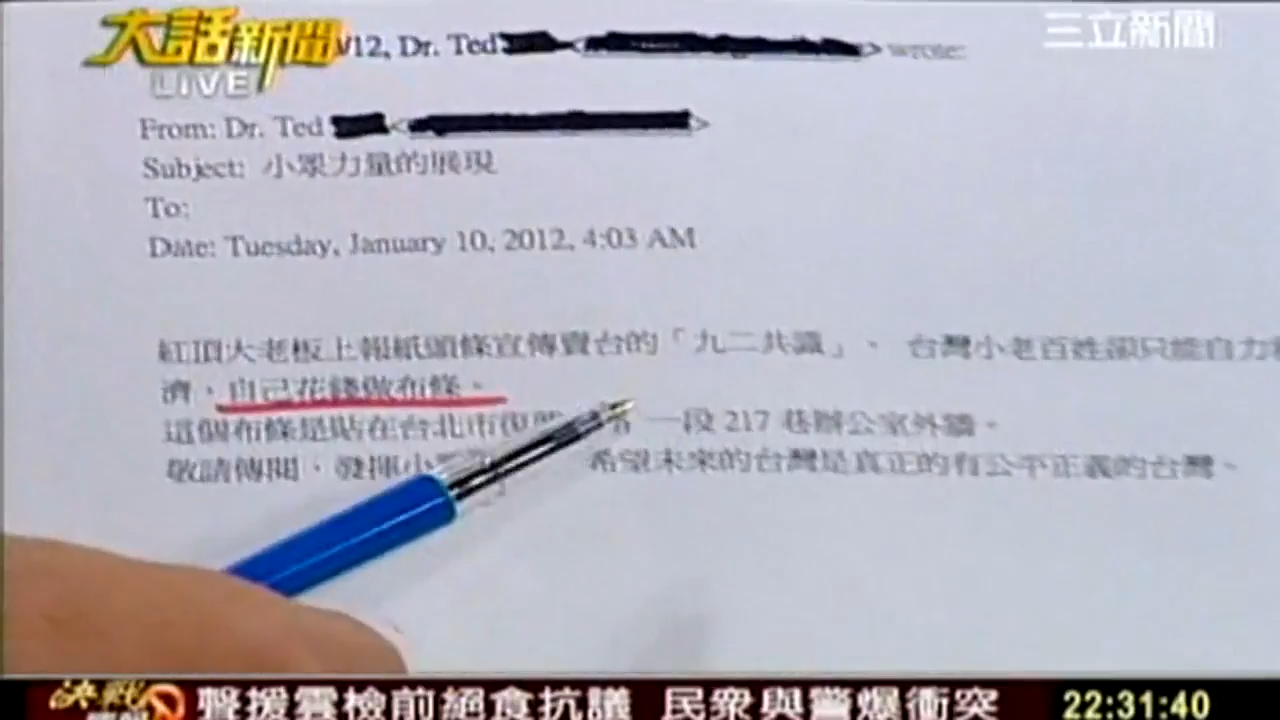 大話新聞
LIVE
三立新聞
/12, Dr. Ted < > wrote:
From: Dr. Ted < >
Subject: 小眾力量的展現
To:
Date: Tuesday, January 10, 2012, 4:03 AM
紅頂大老板上報紙頭條宣傳賣台的「九二共識」、 台灣小老百姓卻只能自力
濟，自己花錢做布條。
這個布條是貼在台北市復 一段 217 巷辦公室外牆。
敬請傳閱，發揮小 希望未來的台灣是真正的有公平正義的台灣。
決戰
聲援雲檢前絕食抗議 民眾與警爆衝突
22:31:40